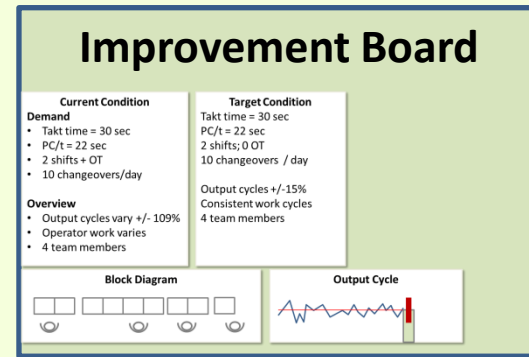 Improvement Board
Current Condition
Demand
• Takt time = 30 sec
• PC/t = 22 sec
• 2 shifts + OT
• 10 changeovers/day
Overview
• Output cycles vary +/- 109%
• Operator work varies
• 4 team members
Target Condition
Takt time = 30 sec
PC/t = 22 sec
2 shifts; 0 OT
10 changeovers / day
Output cycles +/-15%
Consistent work cycles
4 team members
Block Diagram
Output Cycle